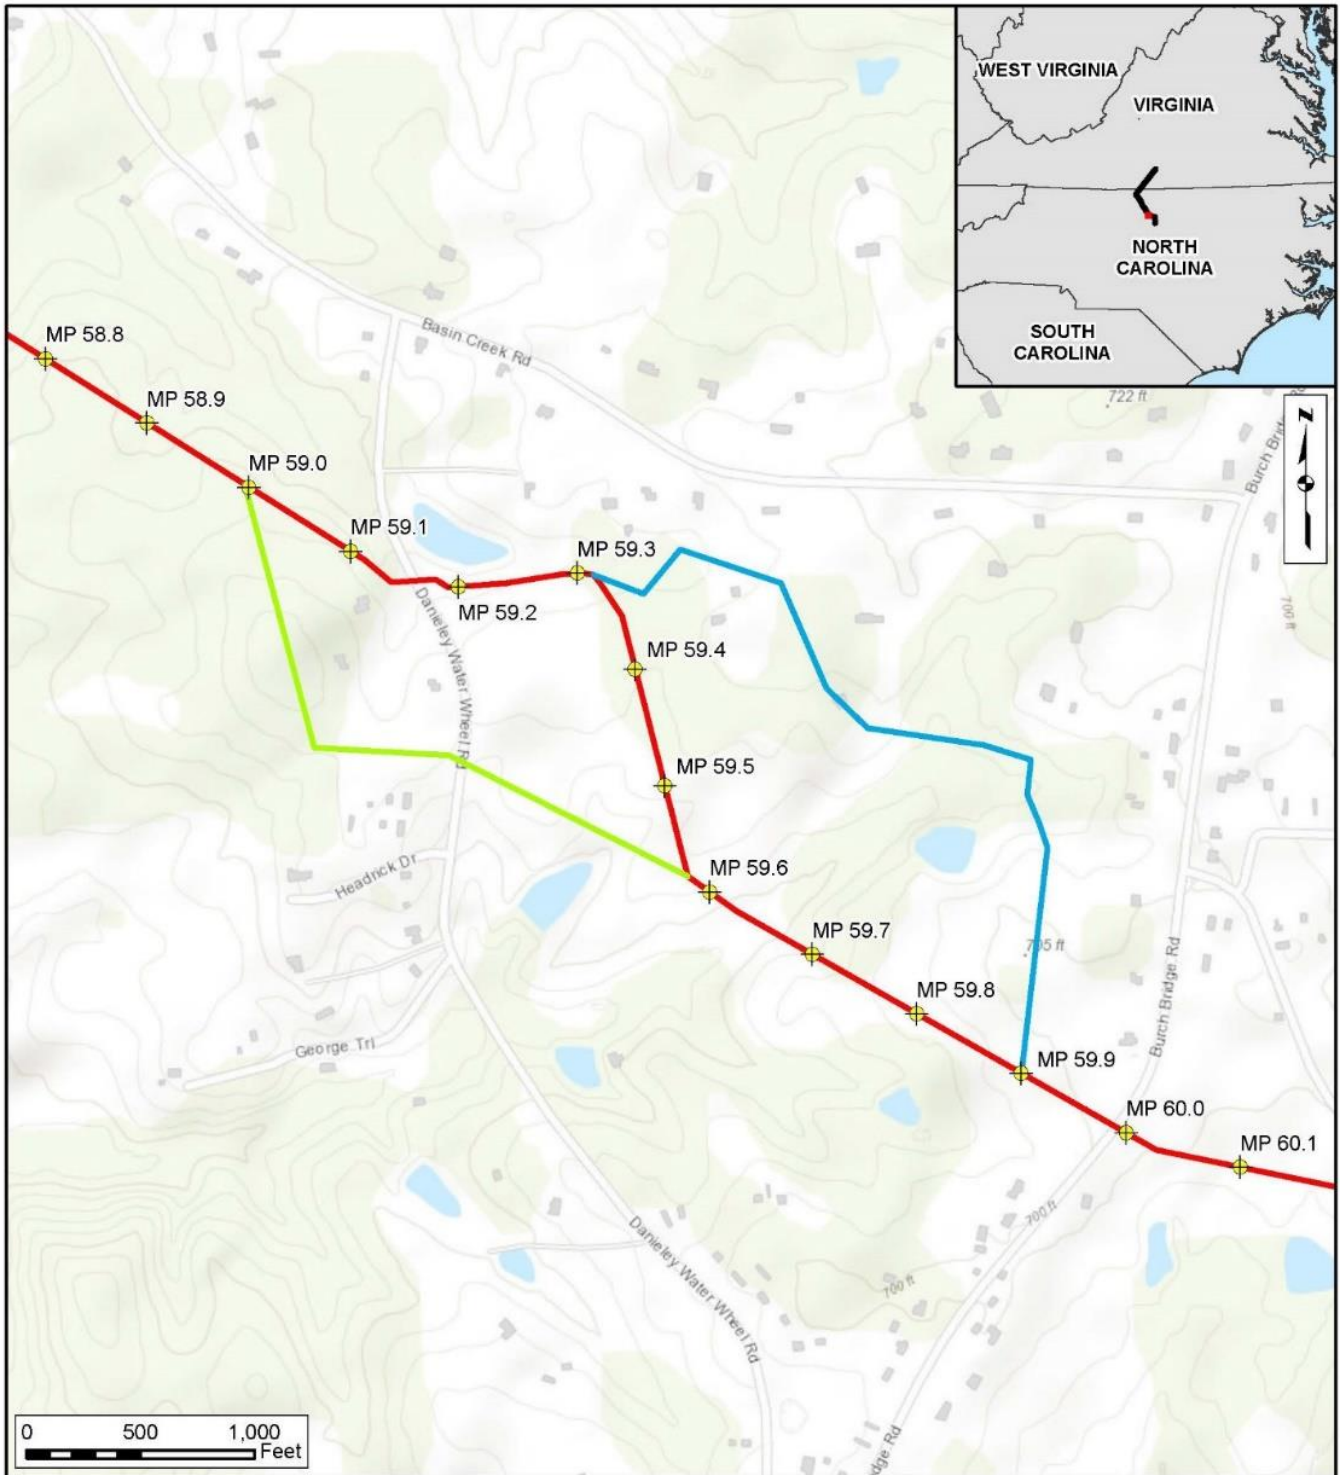 WEST VIRGINIA
VIRGINIA
NORTH
CAROLINA
SOUTH
CAROLINA
N
722 ft
Burch Bridge Rd
Basin Creek Rd
MP 58.8
MP 58.9
MP 59.0
MP 59.1
MP 59.3
MP 59.2
700 ft
Danieley Water Wheel Rd
MP 59.4
MP 59.5
MP 59.6
Headrick Dr
MP 59.7
705 ft
MP 59.8
Burch Bridge Rd
George Trl
MP 59.9
MP 60.0
MP 60.1
700 ft
Danieley Water Wheel Rd
700 ft
dge Rd
0 500 1,000
Feet